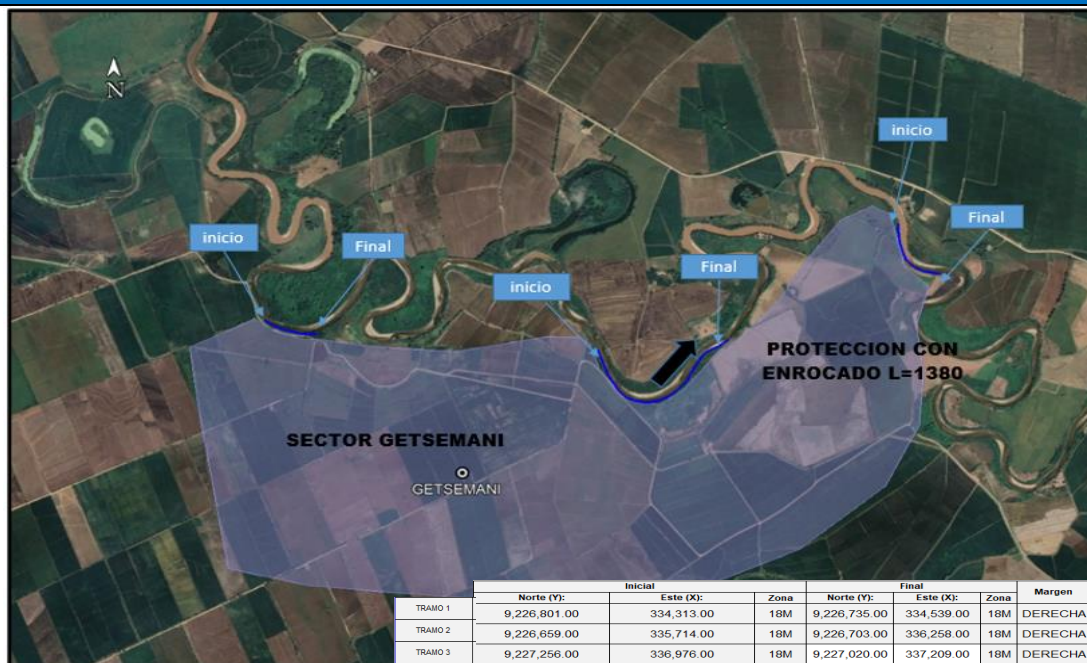 N
inicio
inicio
Final
Final
Final
inicio
PROTECCION CON
ENROCADO L=1380
SECTOR GETSEMANI
GETSEMANI
Inicial Final Margen
Norte (Y): Este (X): Zona Norte (Y): Este (X): Zona
TRAMO 1 9,226,801.00 334,313.00 18M 9,226,735.00 334,539.00 18M DERECHA
TRAMO 2 9,226,659.00 335,714.00 18M 9,226,703.00 336,258.00 18M DERECHA
TRAMO 3 9,227,256.00 336,976.00 18M 9,227,020.00 337,209.00 18M DERECHA